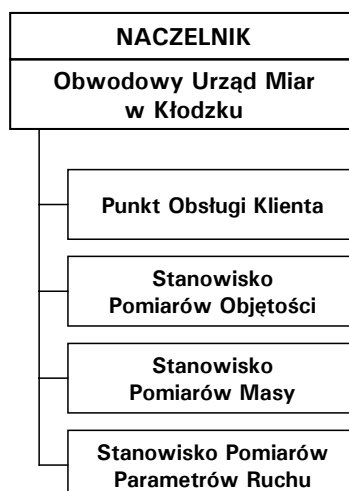 NACZELNIK
Obwodowy Urząd Miar
w Kłodzku
Punkt Obsługi Klienta
Stanowisko
Pomiarów Objętości
Stanowisko
Pomiarów Masy
Stanowisko Pomiarów
Parametrów Ruchu